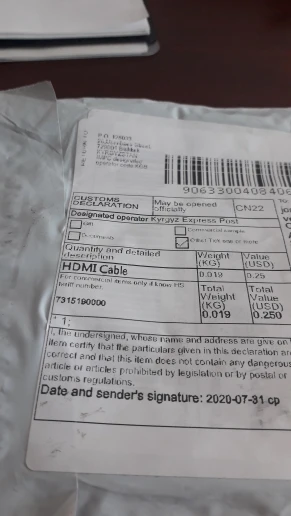 9063300408406
CUSTOMS DECLARATION
May be opened officially
CN22
Designated operator Kyrgyz Express Post
Gift
Commercial sample
Documents
Other Tick one or more
Quantity and detailed description
Weight (KG)
Value (USD)
HDMI Cable
0.019
0.25
For commercial items only If know HS tariff number
Total Weight (KG)
Total Value (USD)
7315190000
0.019
0.250
I, the undersigned, whose name and address are give on
item certify that the particulars given in this declaration are
correct and that this item does not contain any dangerous
article or articles prohibited by legislation or by postal or
customs regulations.
Date and sender's signature: 2020-07-31 cp